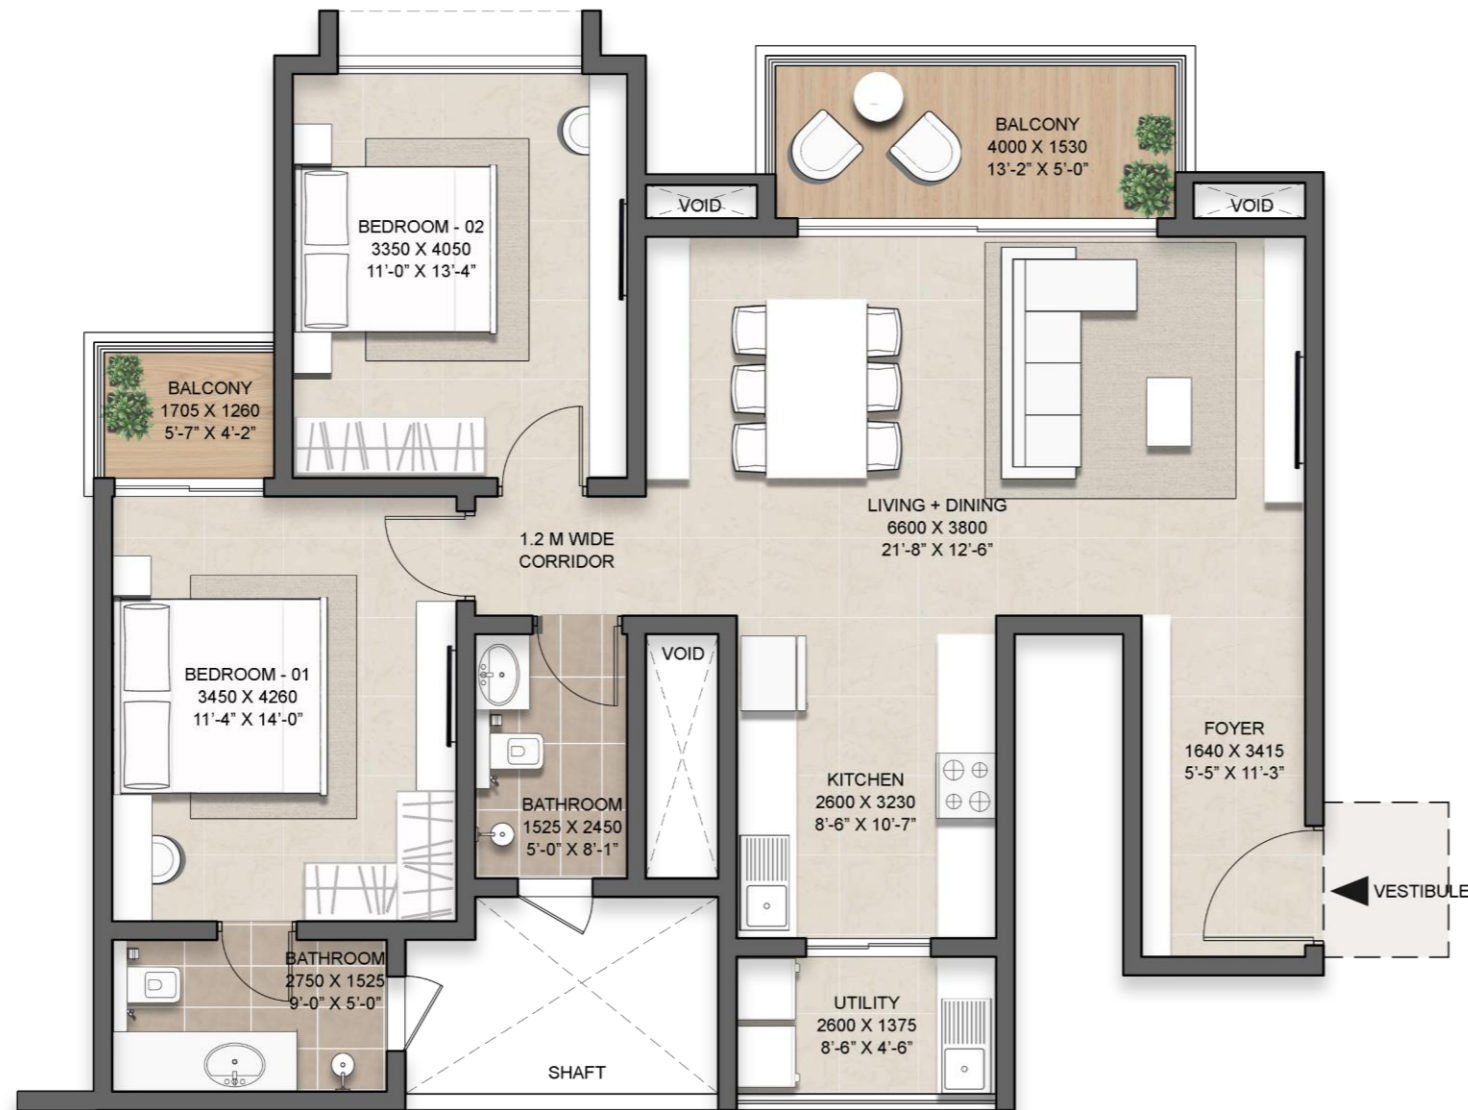 BALCONY
4000 X 1530
13'-2" X 5'-0"
VOID
VOID
BEDROOM - 02
3350 X 4050
11'-0" X 13'-4"
BALCONY
1705 X 1260
5'-7" X 4'-2"
LIVING + DINING
6600 X 3800
21'-8" X 12'-6"
1.2 M WIDE
CORRIDOR
VOID
BEDROOM - 01
3450 X 4260
11'-4" X 14'-0"
FOYER
1640 X 3415
5'-5" X 11'-3"
KITCHEN
2600 X 3230
8'-6" X 10'-7"
BATHROOM
1525 X 2450
5'-0" X 8'-1"
VESTIBULE
BATHROOM
2750 X 1525
9'-0" X 5'-0"
UTILITY
2600 X 1375
8'-6" X 4'-6"
SHAFT